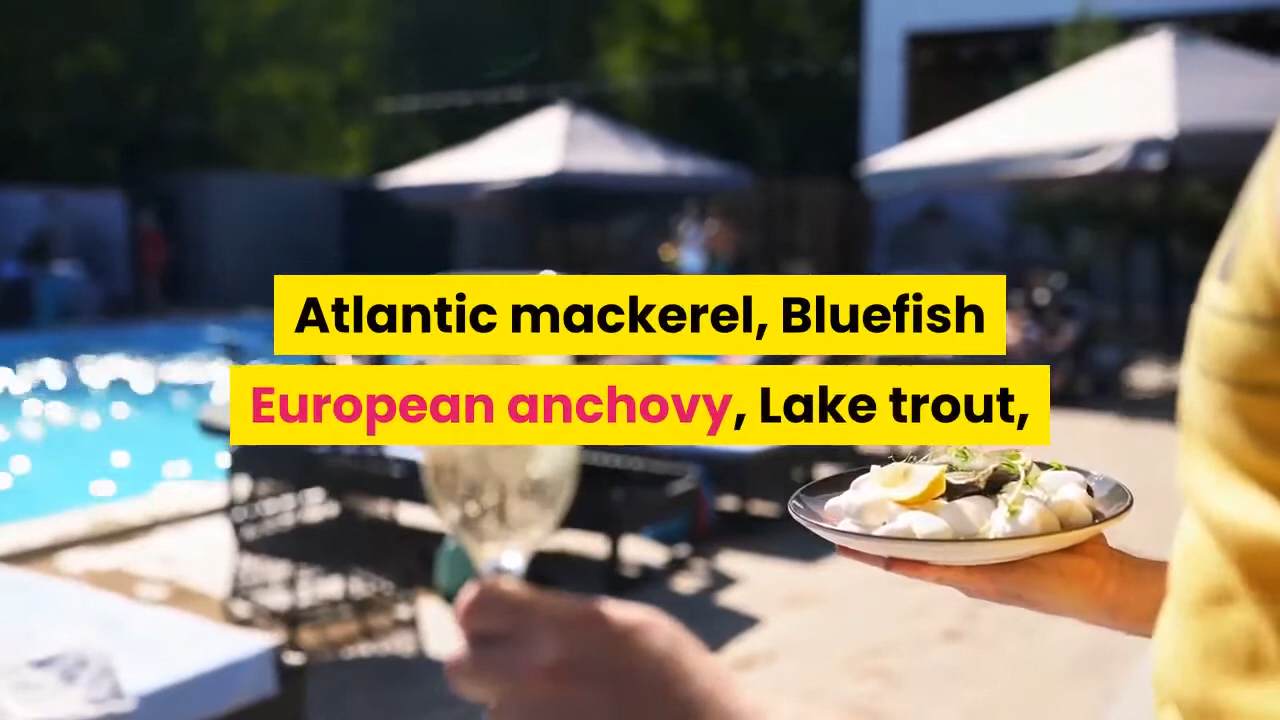 Atlantic mackerel, Bluefish
European anchovy, Lake trout,